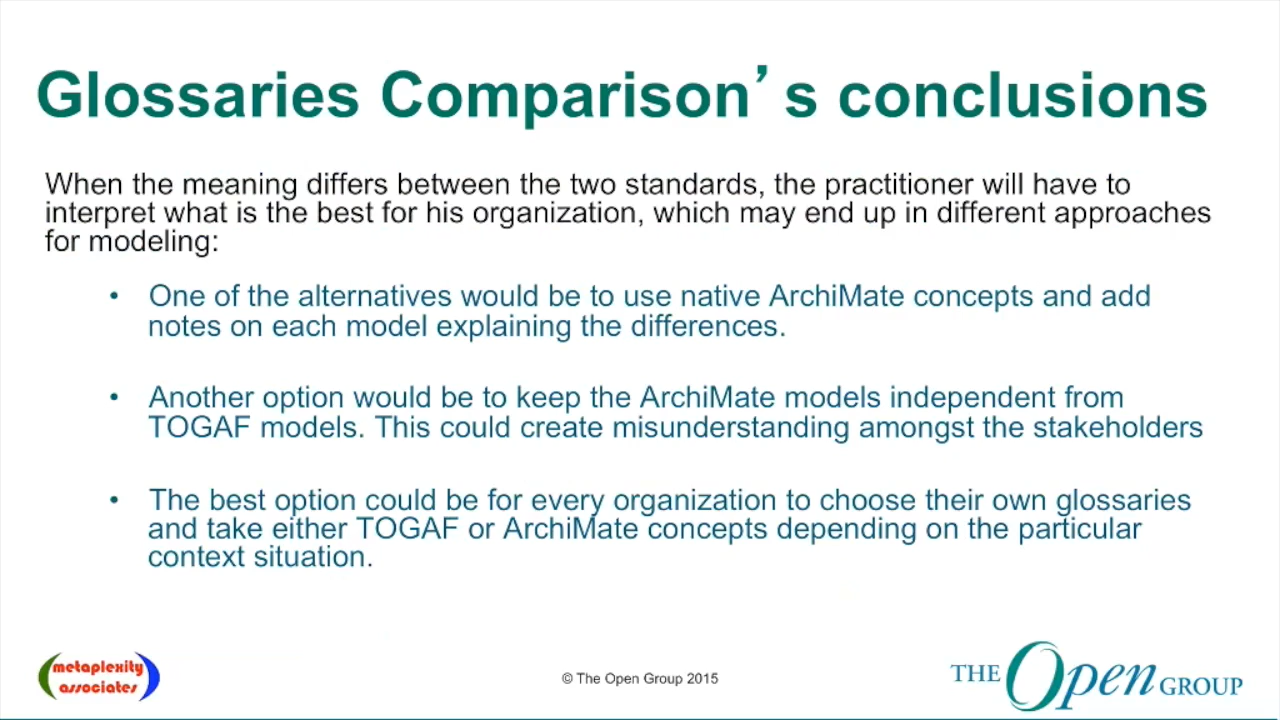 Glossaries Comparison’s conclusions
When the meaning differs between the two standards, the practitioner will have to
interpret what is the best for his organization, which may end up in different approaches
for modeling:
• One of the alternatives would be to use native ArchiMate concepts and add
notes on each model explaining the differences.
• Another option would be to keep the ArchiMate models independent from
TOGAF models. This could create misunderstanding amongst the stakeholders
• The best option could be for every organization to choose their own glossaries
and take either TOGAF or ArchiMate concepts depending on the particular
context situation.
metaplexity
associates
© The Open Group 2015
THE Open GROUP